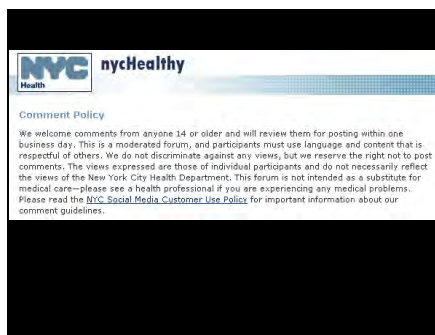 NYC
Health
nycHealthy
Comment Policy
We welcome comments from anyone 14 or older and will review them for posting within one
business day. This is a moderated forum, and participants must use language and content that is
respectful of others. We do not discriminate against any views, but we reserve the right not to post
comments. The views expressed are those of individual participants and do not necessarily reflect
the views of the New York City Health Department. This forum is not intended as a substitute for
medical care—please see a health professional if you are experiencing any medical problems.
Please read the NYC Social Media Customer Use Policy for important information about our
comment guidelines.